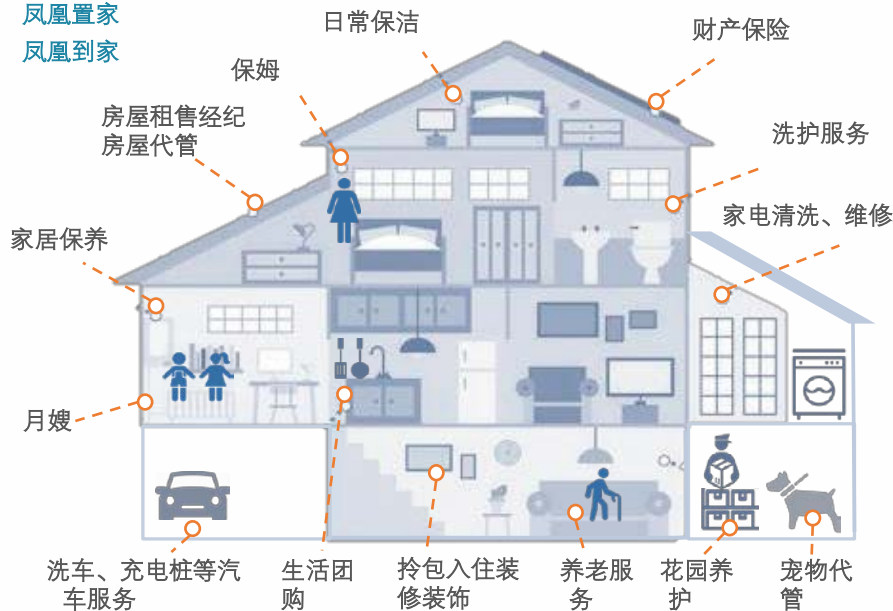 凤凰置家
凤凰到家
日常保洁
财产保险
保姆
房屋租售经纪
房屋代管
洗护服务
家电清洗、维修
家居保养
月嫂
洗车、充电桩等汽
车服务
生活团
购
拎包入住装
修装饰
养老服
务
花园养
护
宠物代
管